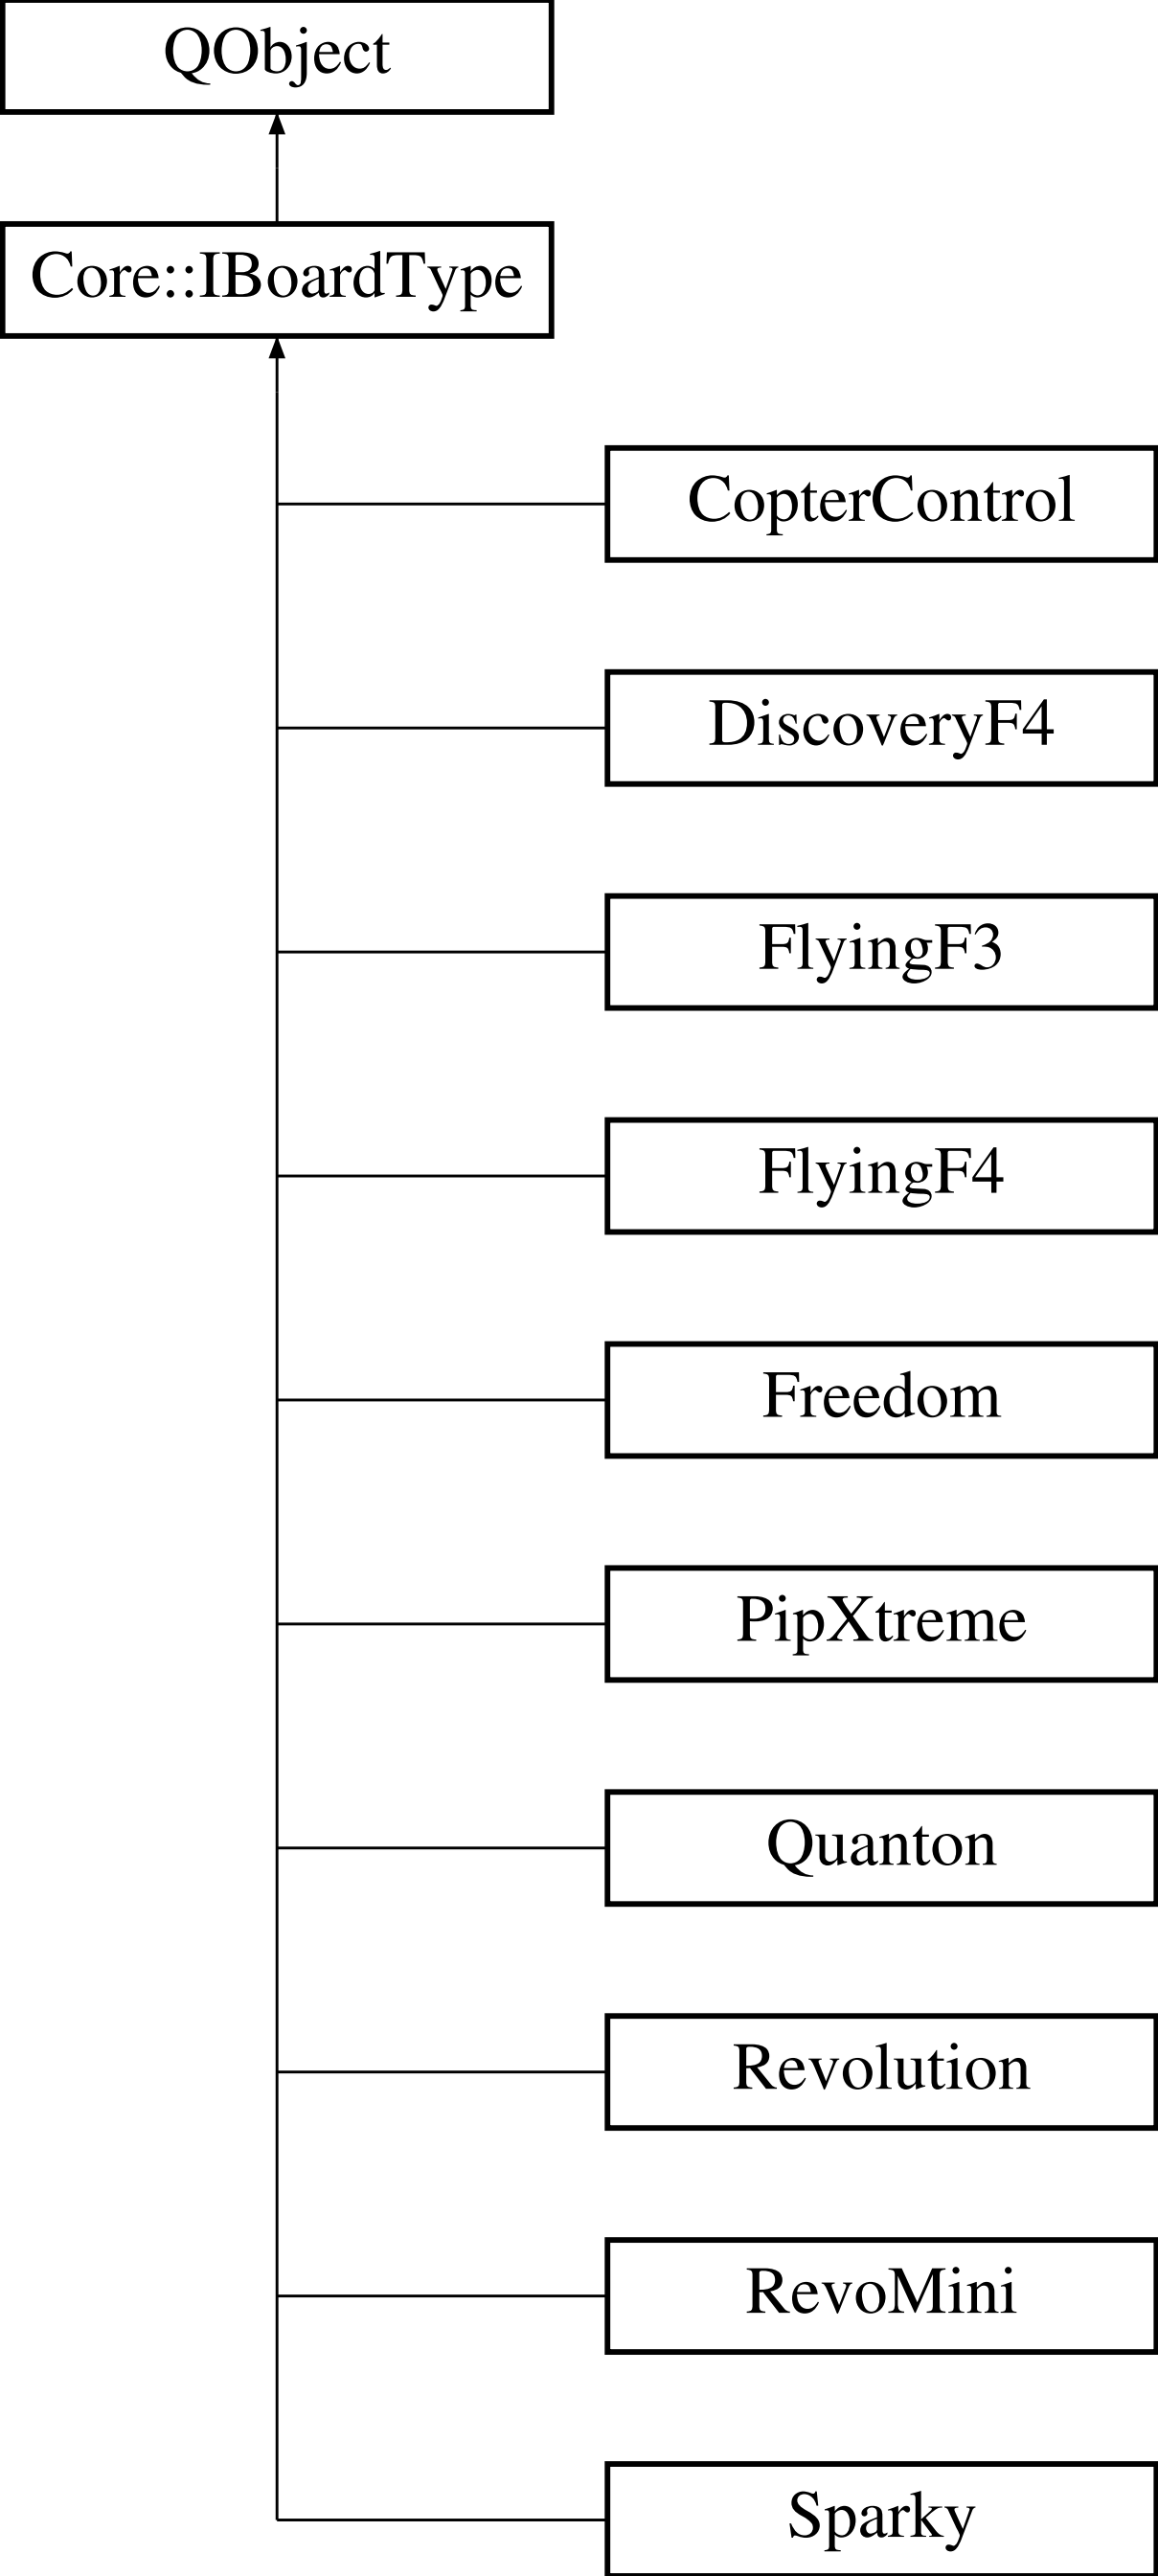 QObject
Core::IBoardType
CopterControl
DiscoveryF4
FlyingF3
FlyingF4
Freedom
PipXtreme
Quanton
Revolution
RevoMini
Sparky